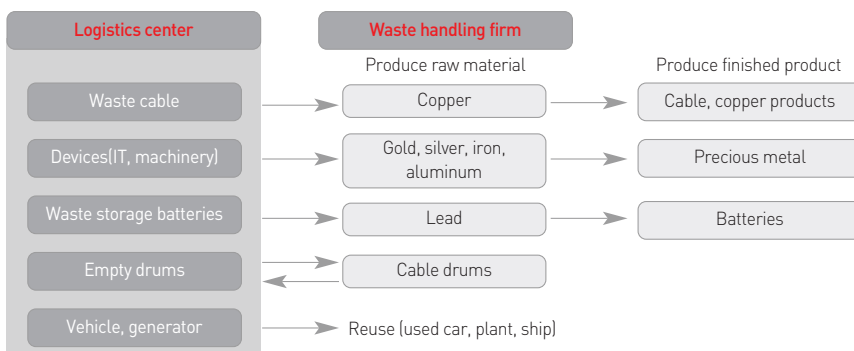 Logistics center
Waste handling firm
Produce raw material
Produce finished product
Waste cable
Copper
Cable, copper products
Devices(IT, machinery)
Gold, silver, iron,
aluminum
Precious metal
Waste storage batteries
Lead
Batteries
Empty drums
Cable drums
Vehicle, generator
Reuse (used car, plant, ship)